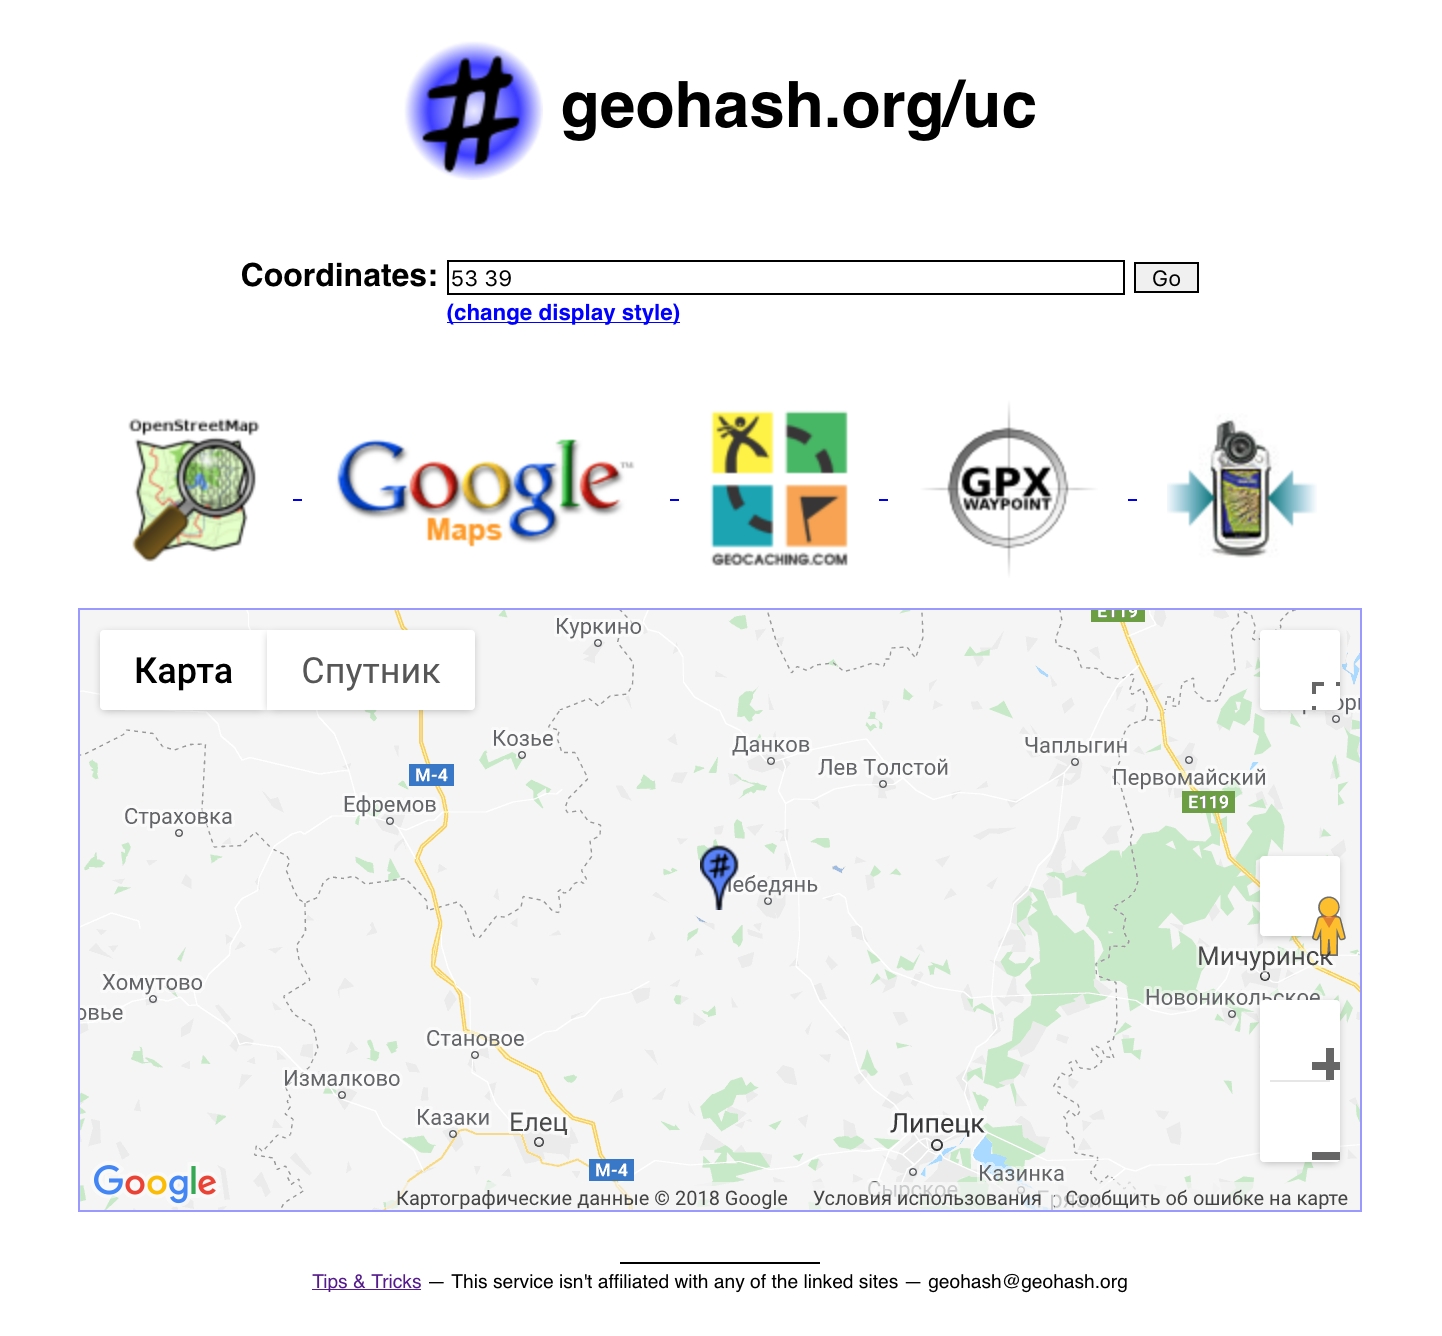 # geohash.org/uc
Coordinates: 53 39 Go
(change display style)
OpenStreetMap
Google™
Maps
GEOCACHING.COM
GPX
WAYPOINT
E119
Куркино
Карта Спутник
Козье
Данков
Чаплыгин
Лев Толстой
Первомайский
M-4
Ефремов
E119
Страховка
#
Лебедянь
Мичуринск
Хомутово
Новоникольское
овье
Становое
Измалково
Казаки
Елец
Липецк
M-4
Казинка
Google
Сырское
Картографические данные © 2018 Google Условия использования Сообщить об ошибке на карте
Tips & Tricks — This service isn't affiliated with any of the linked sites — geohash@geohash.org